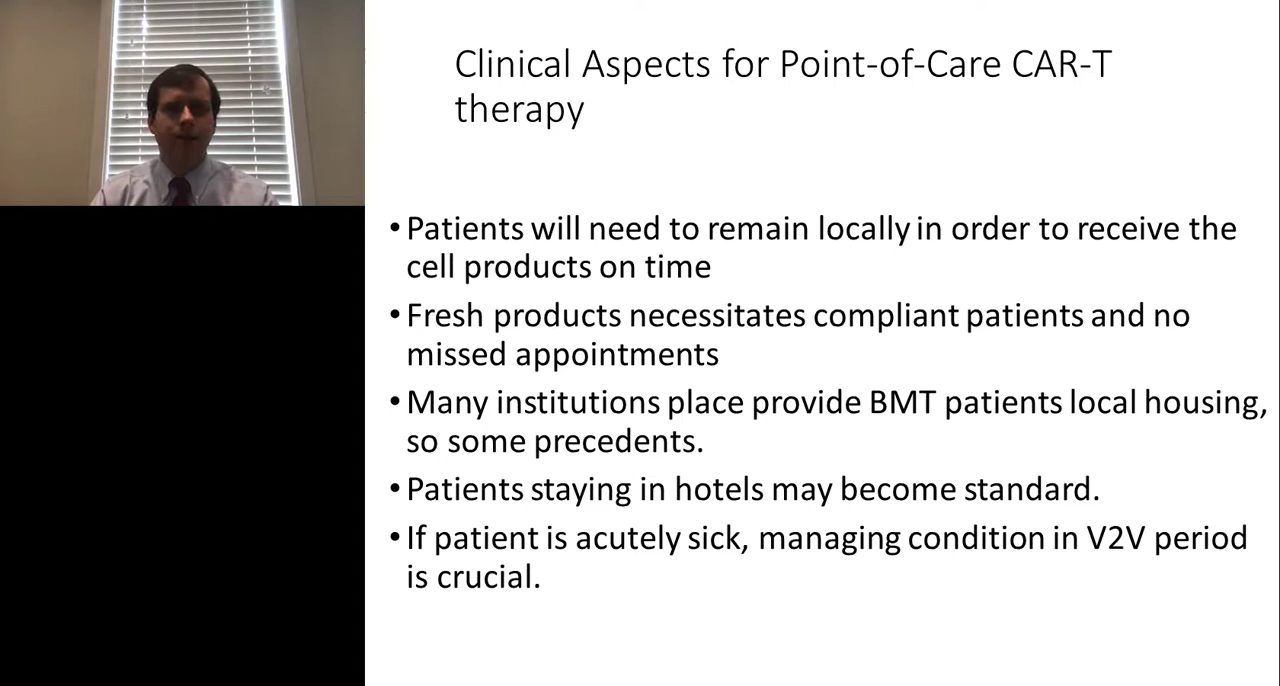 Clinical Aspects for Point-of-Care CAR-T
therapy
•Patients will need to remain locally in order to receive the
cell products on time
•Fresh products necessitates compliant patients and no
missed appointments
•Many institutions place provide BMT patients local housing,
so some precedents.
•Patients staying in hotels may become standard.
•If patient is acutely sick, managing condition in V2V period
is crucial.